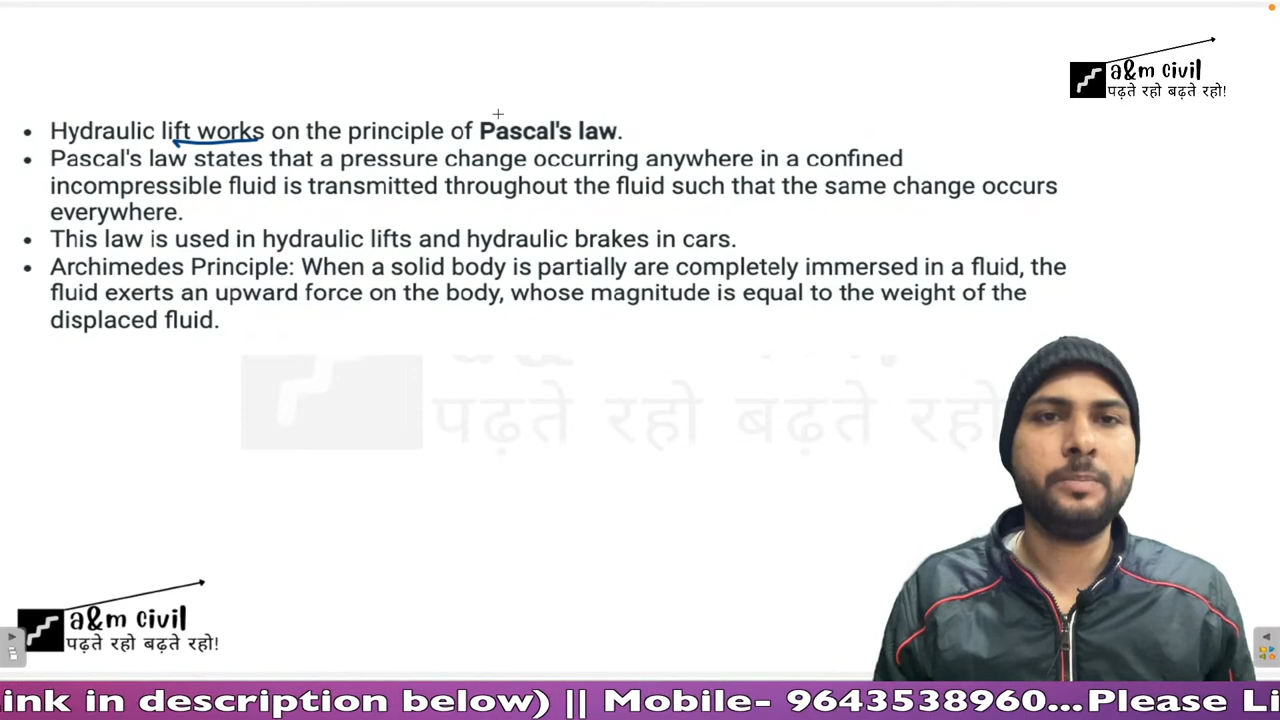 a&m civil
पढ़ते रहो बढ़ते रहो!
• Hydraulic lift works on the principle of Pascal's law.
• Pascal's law states that a pressure change occurring anywhere in a confined
incompressible fluid is transmitted throughout the fluid such that the same change occurs
everywhere.
• This law is used in hydraulic lifts and hydraulic brakes in cars.
• Archimedes Principle: When a solid body is partially are completely immersed in a fluid, the
fluid exerts an upward force on the body, whose magnitude is equal to the weight of the
displaced fluid.
पढ़ते रहो बढ़ते रहो
a&m civil
पढ़ते रहो बढ़ते रहो!
ink in description below) || Mobile- 9643538960...Please Li